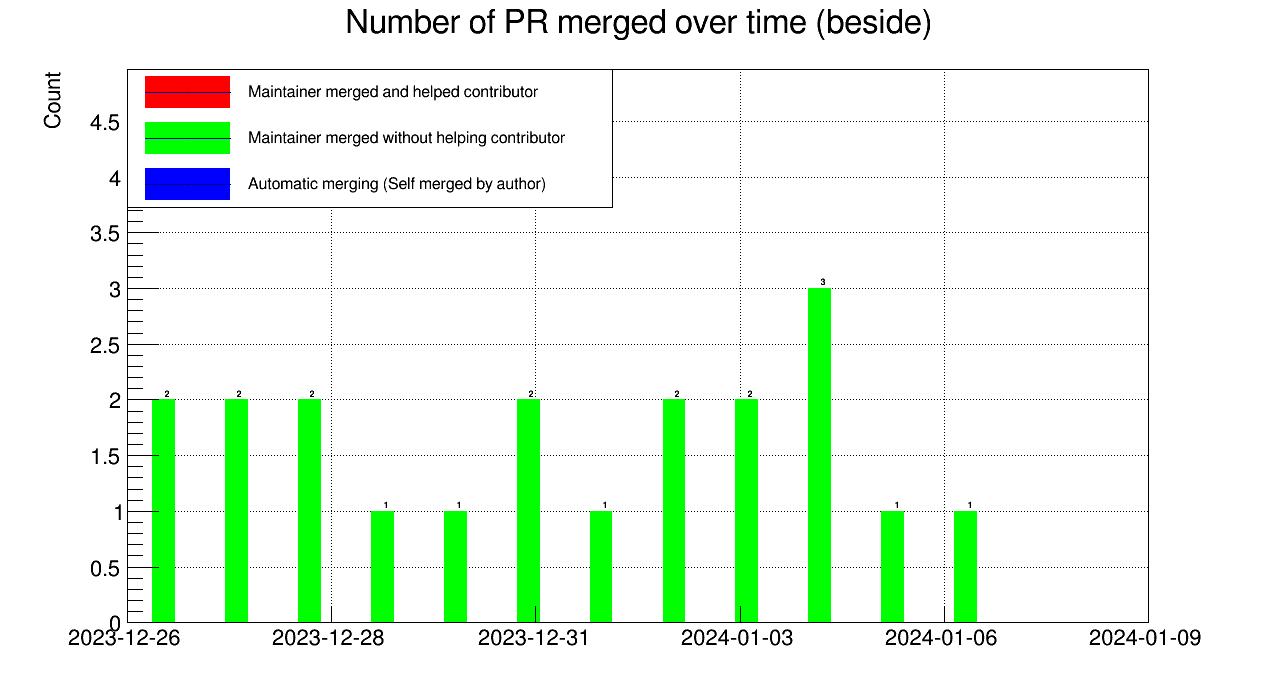 Number of PR merged over time (beside)
Count
Maintainer merged and helped contributor
Maintainer merged without helping contributor
Automatic merging (Self merged by author)
4.5
4
3.5
3
2.5
2
1.5
1
0.5
0
2 2 2 1 1 2 1 2 2 3 1 1
2023-12-26 2023-12-28 2023-12-31 2024-01-03 2024-01-06 2024-01-09